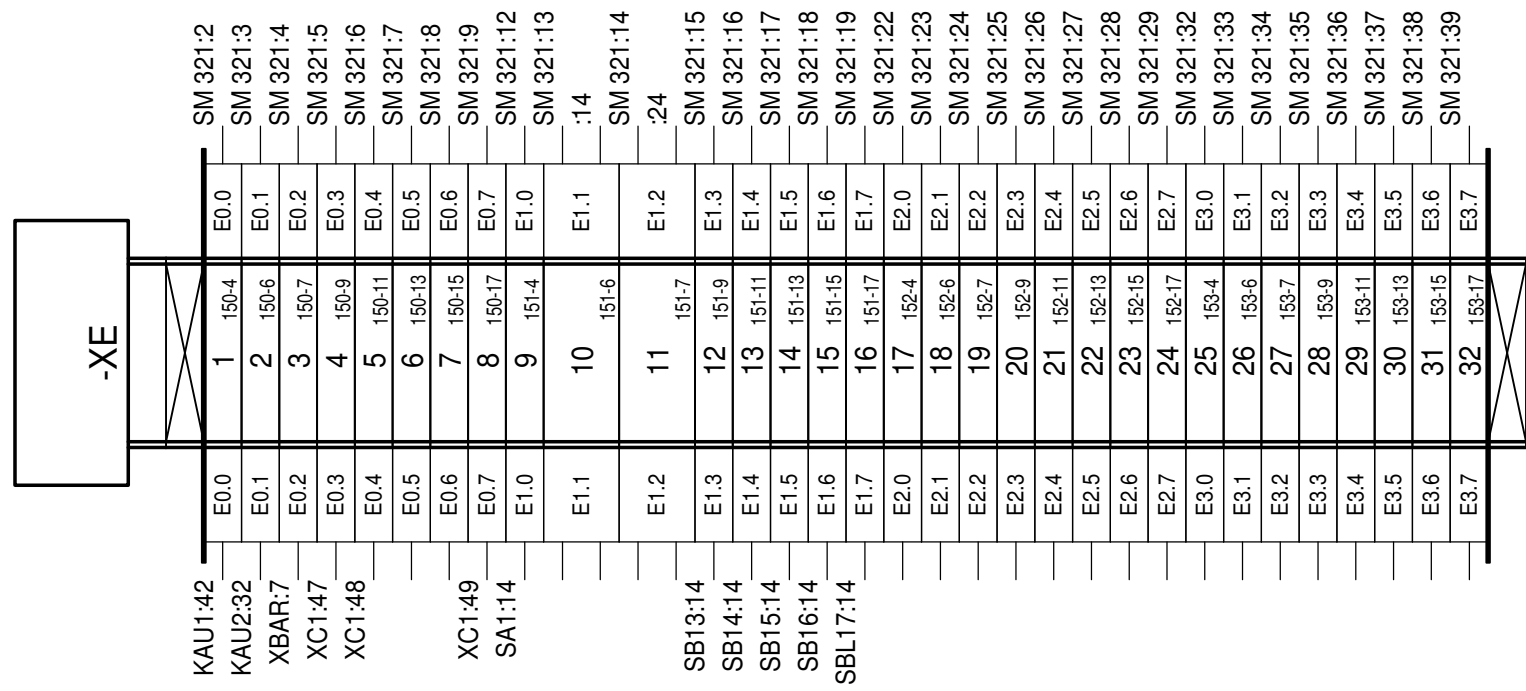 -XE
SM 321:2
SM 321:3
SM 321:4
SM 321:5
SM 321:6
SM 321:7
SM 321:8
SM 321:9
SM 321:12
SM 321:13
:14
SM 321:14
:24
SM 321:15
SM 321:16
SM 321:17
SM 321:18
SM 321:19
SM 321:22
SM 321:23
SM 321:24
SM 321:25
SM 321:26
SM 321:27
SM 321:28
SM 321:29
SM 321:32
SM 321:33
SM 321:34
SM 321:35
SM 321:36
SM 321:37
SM 321:38
SM 321:39
E0.0
E0.1
E0.2
E0.3
E0.4
E0.5
E0.6
E0.7
E1.0
E1.1
E1.2
E1.3
E1.4
E1.5
E1.6
E1.7
E2.0
E2.1
E2.2
E2.3
E2.4
E2.5
E2.6
E2.7
E3.0
E3.1
E3.2
E3.3
E3.4
E3.5
E3.6
E3.7
150-4
150-6
150-7
150-9
150-11
150-13
150-15
150-17
151-4
151-6
151-7
151-9
151-11
151-13
151-15
151-17
152-4
152-6
152-7
152-9
152-11
152-13
152-15
152-17
153-4
153-6
153-7
153-9
153-11
153-13
153-15
153-17
1
2
3
4
5
6
7
8
9
10
11
12
13
14
15
16
17
18
19
20
21
22
23
24
25
26
27
28
29
30
31
32
E0.0
E0.1
E0.2
E0.3
E0.4
E0.5
E0.6
E0.7
E1.0
E1.1
E1.2
E1.3
E1.4
E1.5
E1.6
E1.7
E2.0
E2.1
E2.2
E2.3
E2.4
E2.5
E2.6
E2.7
E3.0
E3.1
E3.2
E3.3
E3.4
E3.5
E3.6
E3.7
KAU1:42
KAU2:32
XBAR:7
XC1:47
XC1:48
XC1:49
SA1:14
SB13:14
SB14:14
SB15:14
SB16:14
SBL17:14